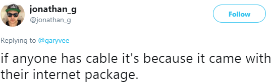 jonathan_g
@jonathan_g
Follow
Replying to @garyvee
if anyone has cable it's because it came with
their internet package.